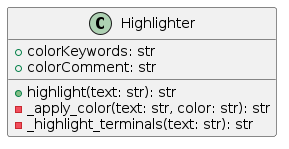 C Highlighter
colorKeywords: str
colorComment: str
highlight(text: str): str
_apply_color(text: str, color: str): str
_highlight_terminals(text: str): str